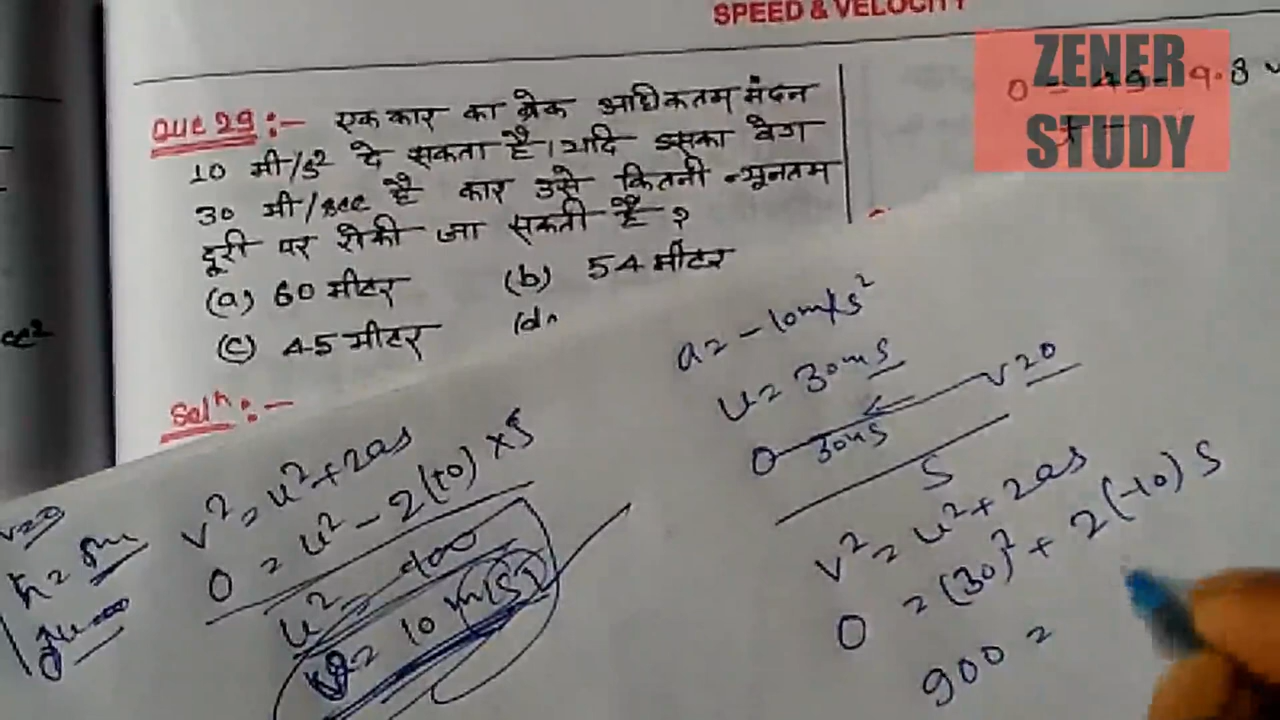 SPEED & VELOCITY
ZENER
STUDY
Que 29 :- एक कार का ब्रेक अधिकतम मंदन
10 मी/s² दे सकता है। यदि उसका वेग
30 मी/sec है कार उसे कितनी न्यूनतम
दूरी पर रोकी जा सकती है ?
(a) 60 मीटर (b) 54 मीटर
(c) 45 मीटर (d)
Solⁿ :-
v² = u² + 2as
0 = u² - 2(10) × 5
v=0
a = -10m/s²
u = 30m/s
v=0
30m/s
S
v² = u² + 2as
0 = (30)² + 2(-10) S
900 =